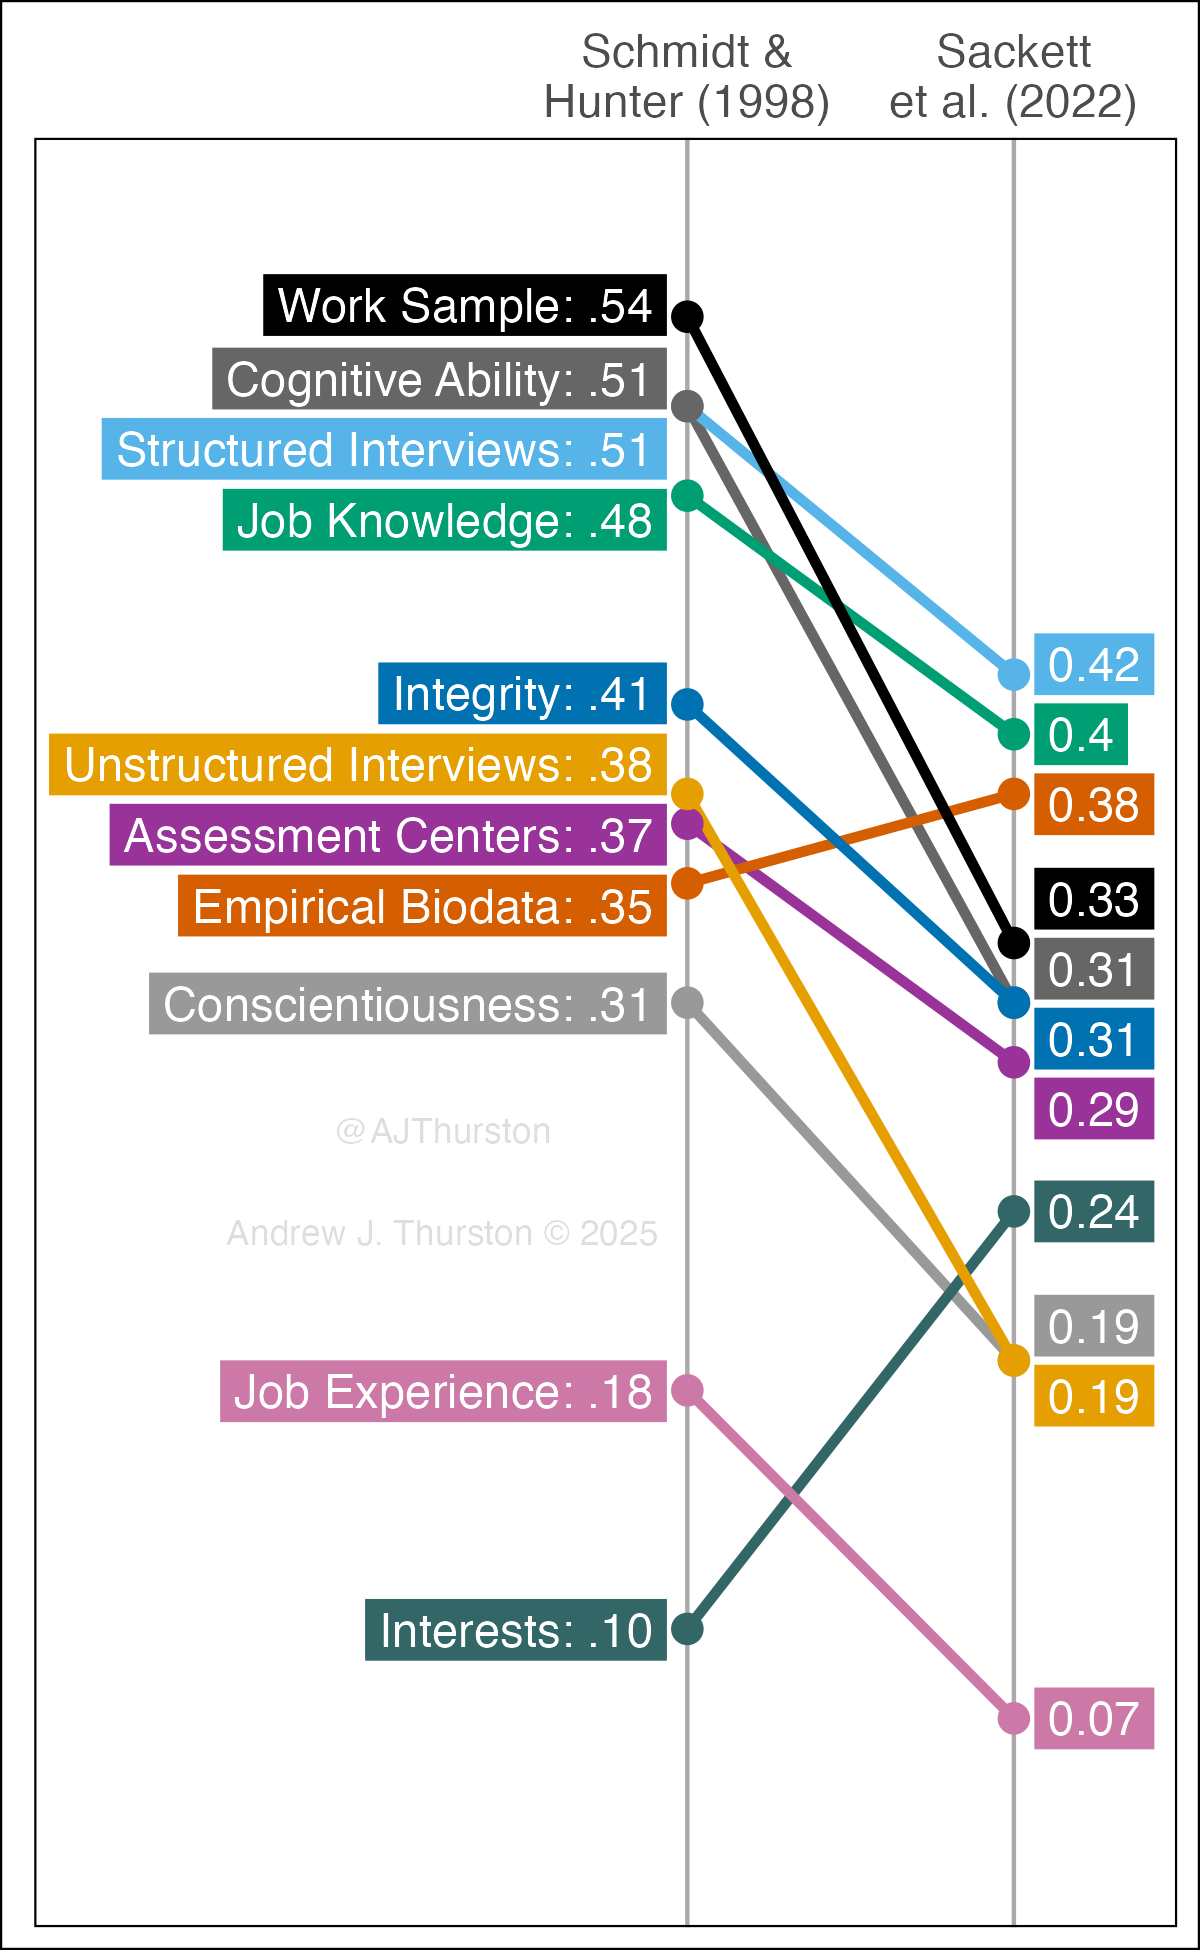 Schmidt &
Hunter (1998)
Sackett
et al. (2022)
Work Sample: .54
Cognitive Ability: .51
Structured Interviews: .51
Job Knowledge: .48
Integrity: .41
Unstructured Interviews: .38
Assessment Centers: .37
Empirical Biodata: .35
Conscientiousness: .31
@AJThurston
Andrew J. Thurston © 2025
Job Experience: .18
Interests: .10
0.42
0.4
0.38
0.33
0.31
0.31
0.29
0.24
0.19
0.19
0.07